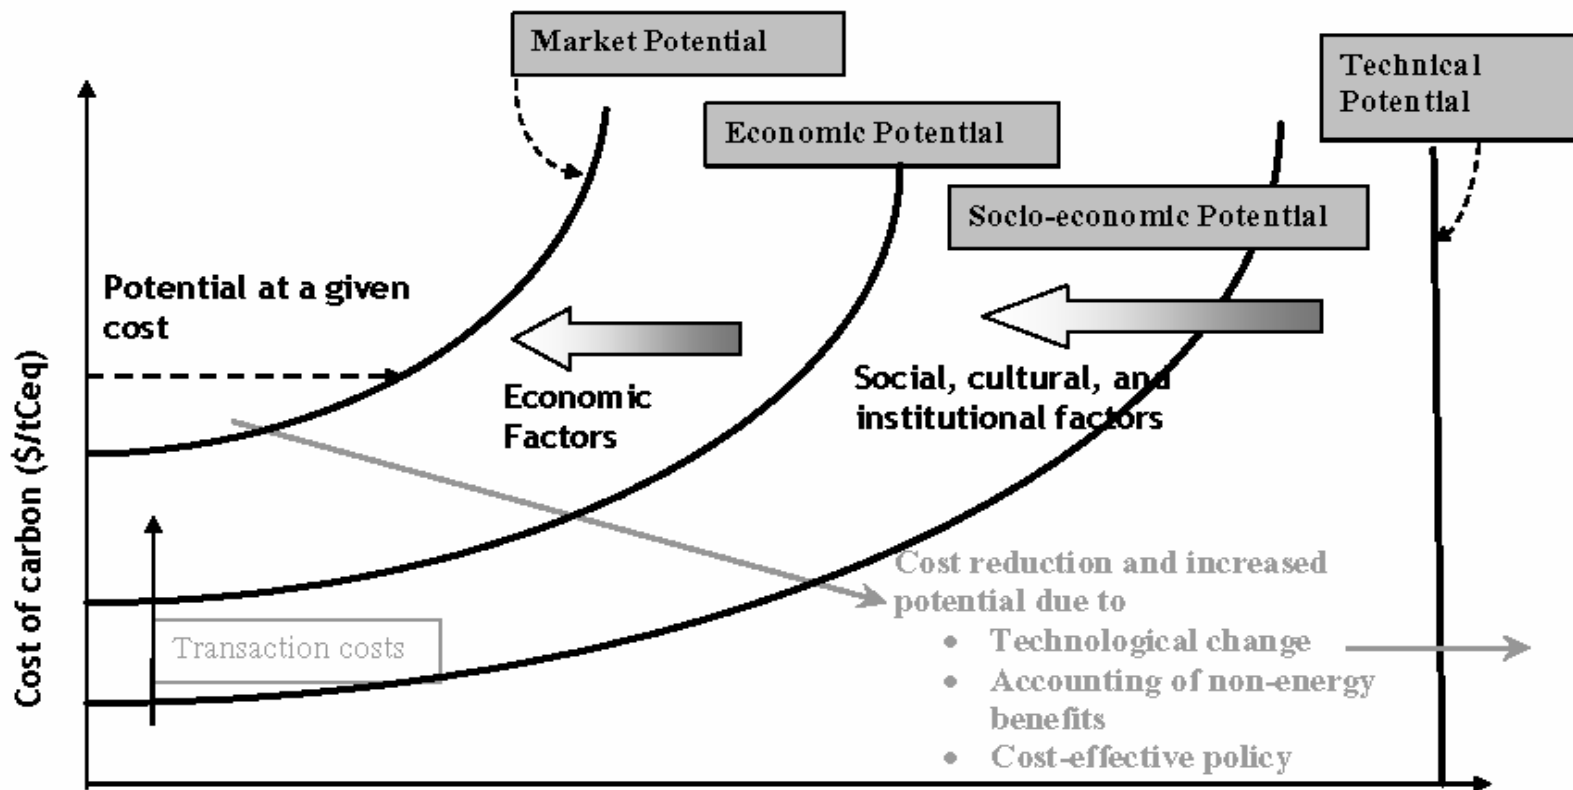 Market Potential
Technical
Potential
Economic Potential
Socio-economic Potential
Potential at a given
cost
Economic
Factors
Social, cultural, and
institutional factors
Cost of carbon ($/tCeq)
Transaction costs
Cost reduction and increased
potential due to
• Technological change
• Accounting of non-energy
benefits
• Cost-effective policy